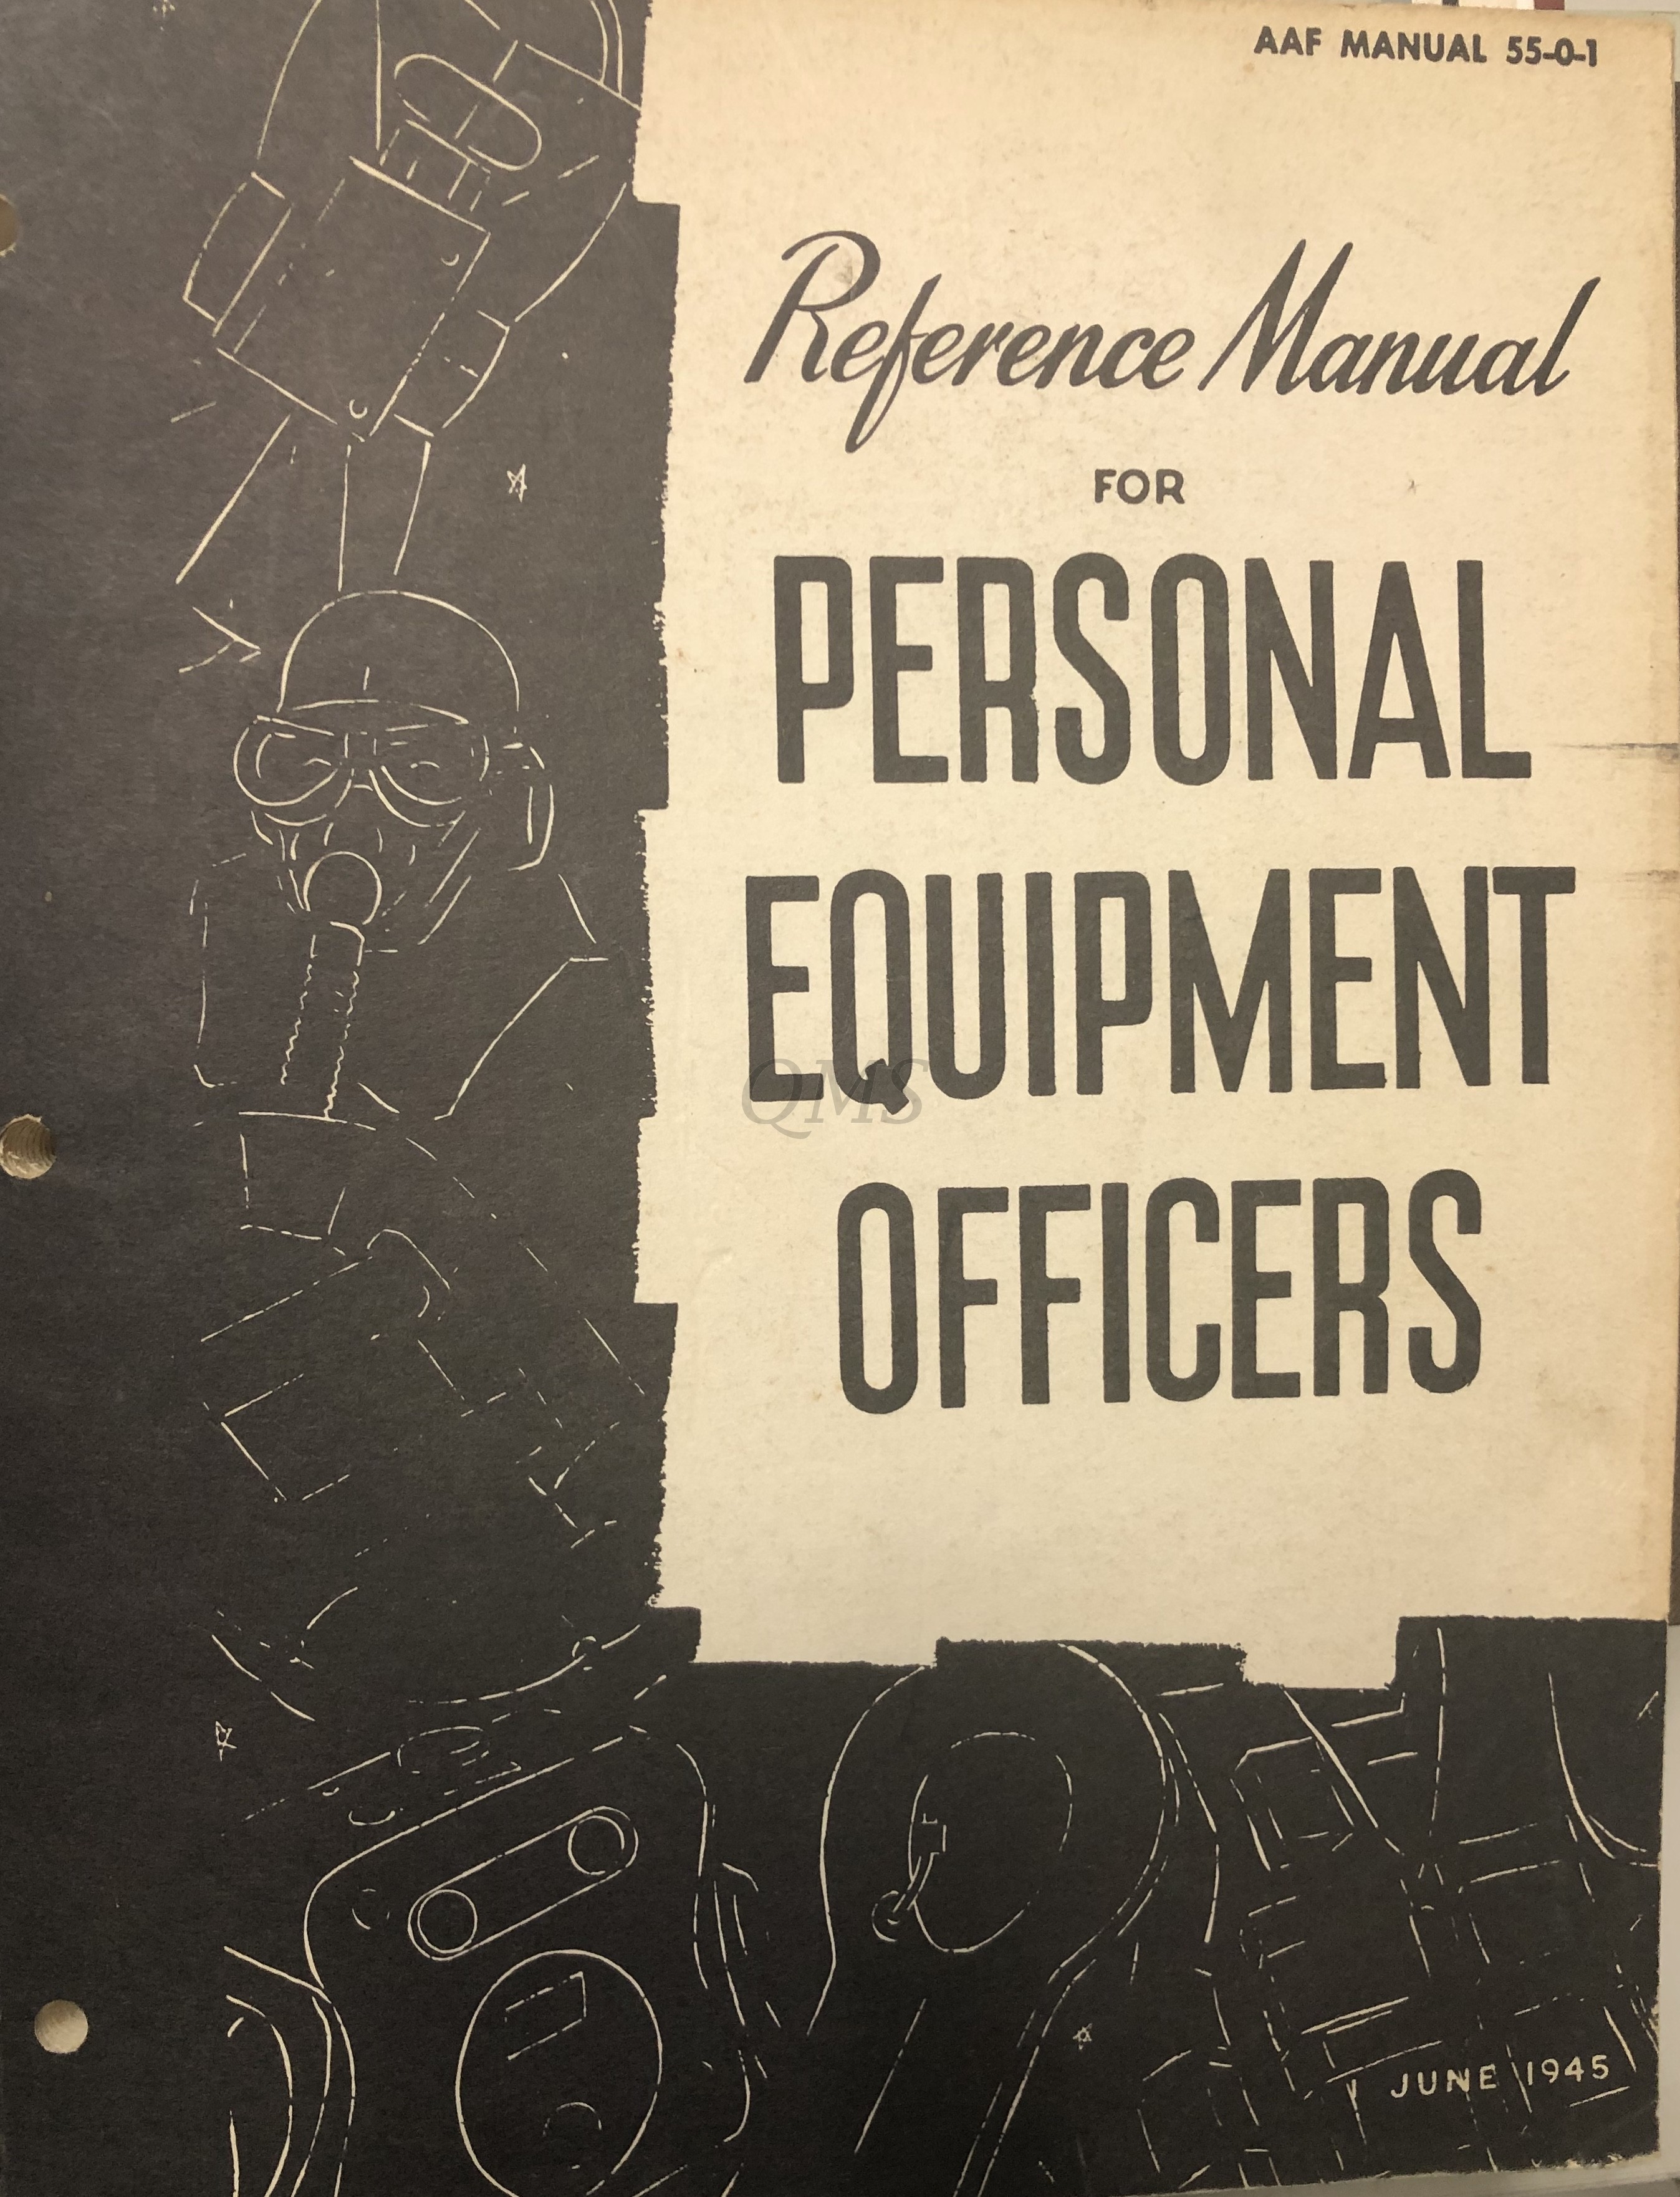 AAF MANUAL 55-0-1
Reference Manual
FOR
PERSONAL
EQUIPMENT
QMS
OFFICERS
JUNE 1945